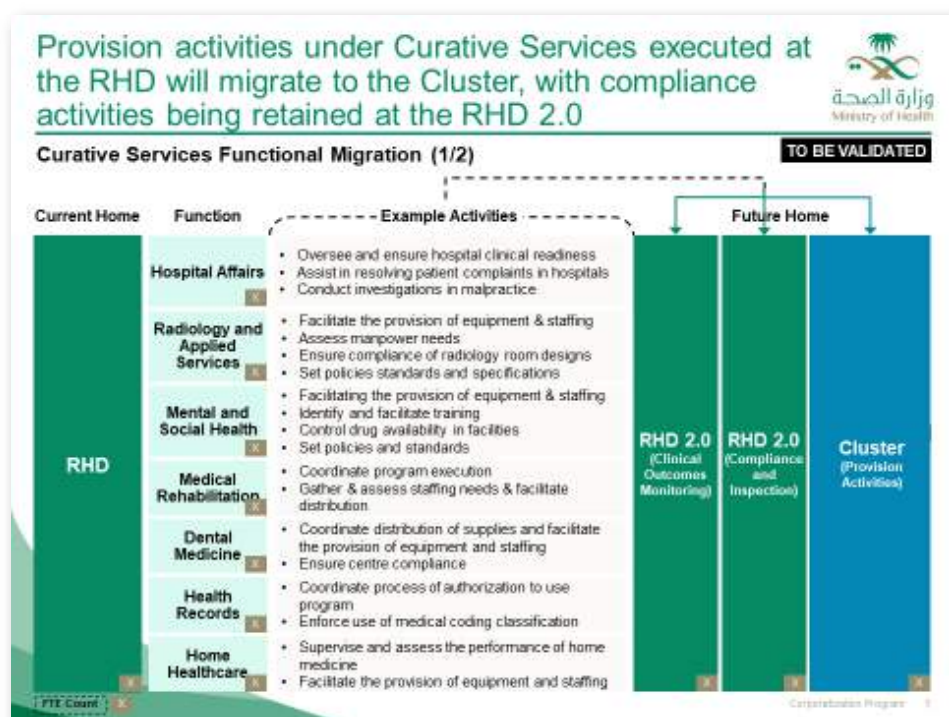 Provision activities under Curative Services executed at
the RHD will migrate to the Cluster, with compliance
activities being retained at the RHD 2.0
وزارة الصحة
Ministry of Health
Curative Services Functional Migration (1/2)
TO BE VALIDATED
Current Home
Function
Example Activities
Future Home
RHD
X
Hospital Affairs
X
• Oversee and ensure hospital clinical readiness
• Assist in resolving patient complaints in hospitals
• Conduct investigations in malpractice
Radiology and
Applied
Services
X
• Facilitate the provision of equipment & staffing
• Assess manpower needs
• Ensure compliance of radiology room designs
• Set policies standards and specifications
Mental and
Social Health
X
• Facilitating the provision of equipment & staffing
• Identify and facilitate training
• Control drug availability in facilities
• Set policies and standards
Medical
Rehabilitation
X
• Coordinate program execution
• Gather & assess staffing needs & facilitate
distribution
Dental
Medicine
X
• Coordinate distribution of supplies and facilitate
the provision of equipment and staffing
• Ensure centre compliance
Health
Records
X
• Coordinate process of authorization to use
program
• Enforce use of medical coding classification
Home
Healthcare
X
• Supervise and assess the performance of home
medicine
• Facilitate the provision of equipment and staffing
RHD 2.0
(Clinical
Outcomes
Monitoring)
X
RHD 2.0
(Compliance
and
Inspection)
X
Cluster
(Provision
Activities)
X
FTE Count
X
Corporatization Program